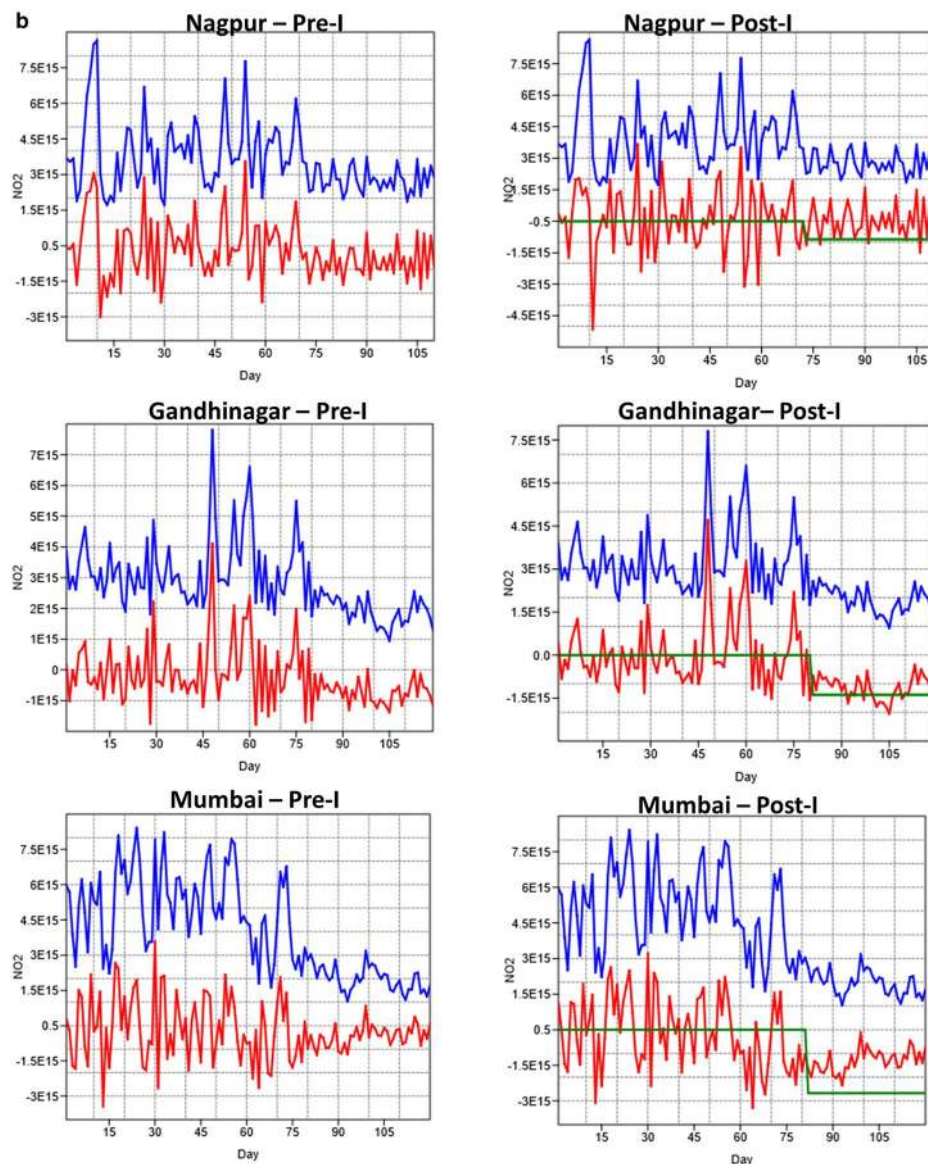 b
Nagpur – Pre-I
7.5E15
6E15
4.5E15
3E15
1.5E15
0.5
-1.5E15
-3E15
NO2
15 30 45 60 75 90 105
Day
Nagpur – Post-I
7.5E15
6E15
4.5E15
3E15
1.5E15
-0.5
-1.5E15
-4.5E15
NO2
15 30 45 60 75 90 105
Day
Gandhinagar – Pre-I
7E15
6E15
4E15
3E15
2E15
1E15
0
-1E15
NO2
15 30 45 60 75 90 105
Day
Gandhinagar– Post-I
7.5E15
4.5E15
3E15
1.5E15
0.0
-1.5E15
NO2
15 30 45 60 75 90 105
Day
Mumbai – Pre-I
7.5E15
6E15
4.5E15
3E15
1.5E15
0.5
-1.5E15
-3E15
NO2
15 30 45 60 75 90 105
Day
Mumbai – Post-I
7.5E15
6E15
4.5E15
3E15
1.5E15
0.5
-1.5E15
-3E15
NO2
15 30 45 60 75 90 105
Day